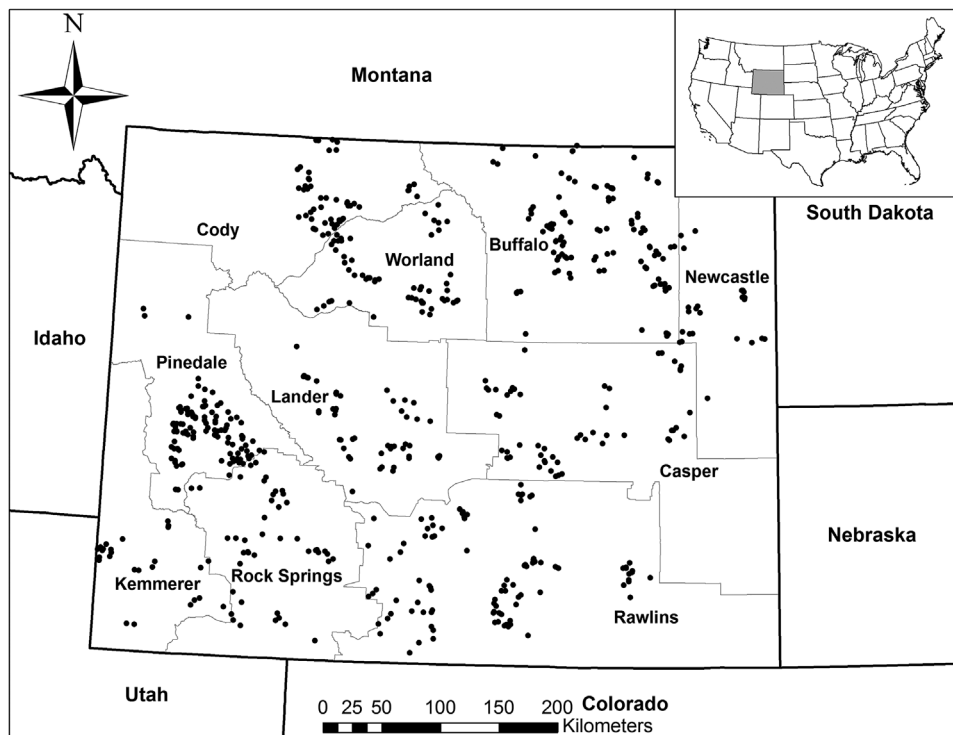 N
Montana
South Dakota
Cody
Buffalo
Worland
Newcastle
Idaho
Pinedale
Lander
Casper
Nebraska
Rock Springs
Kemmerer
Rawlins
Utah
Colorado
0 25 50 100 150 200
Kilometers